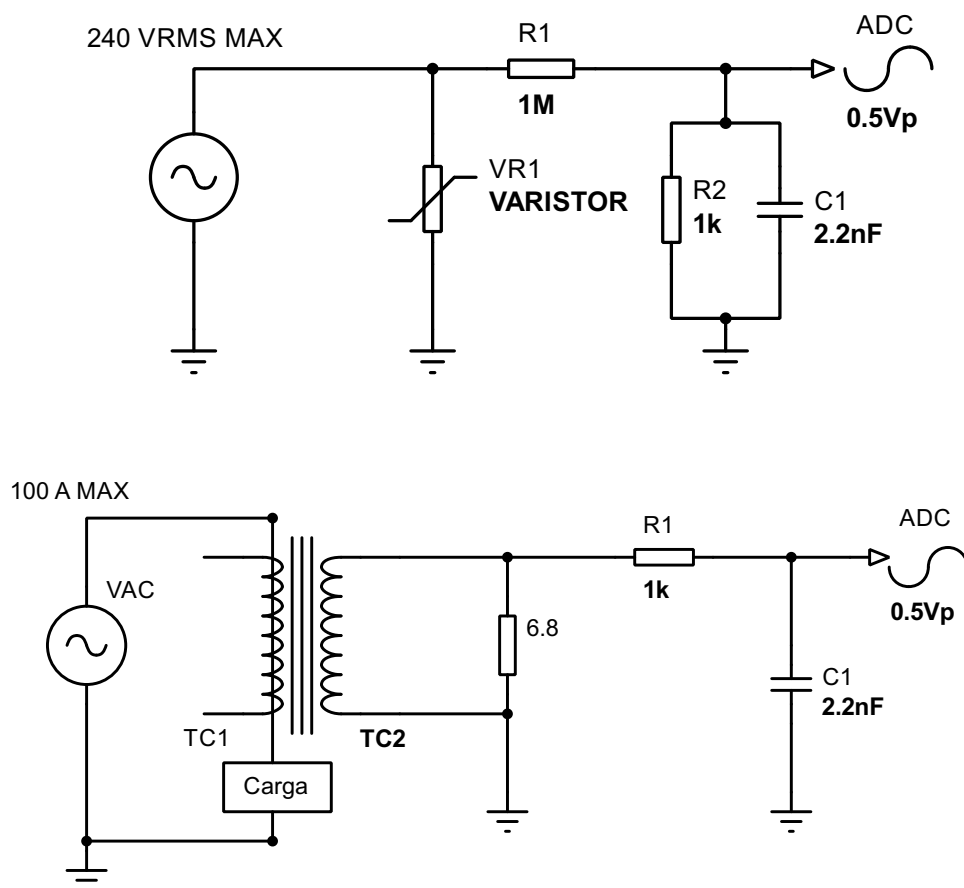 240 VRMS MAX
R1
1M
ADC
0.5Vp
VR1
VARISTOR
R2
1k
C1
2.2nF
100 A MAX
VAC
TC1
Carga
TC2
6.8
R1
1k
ADC
0.5Vp
C1
2.2nF